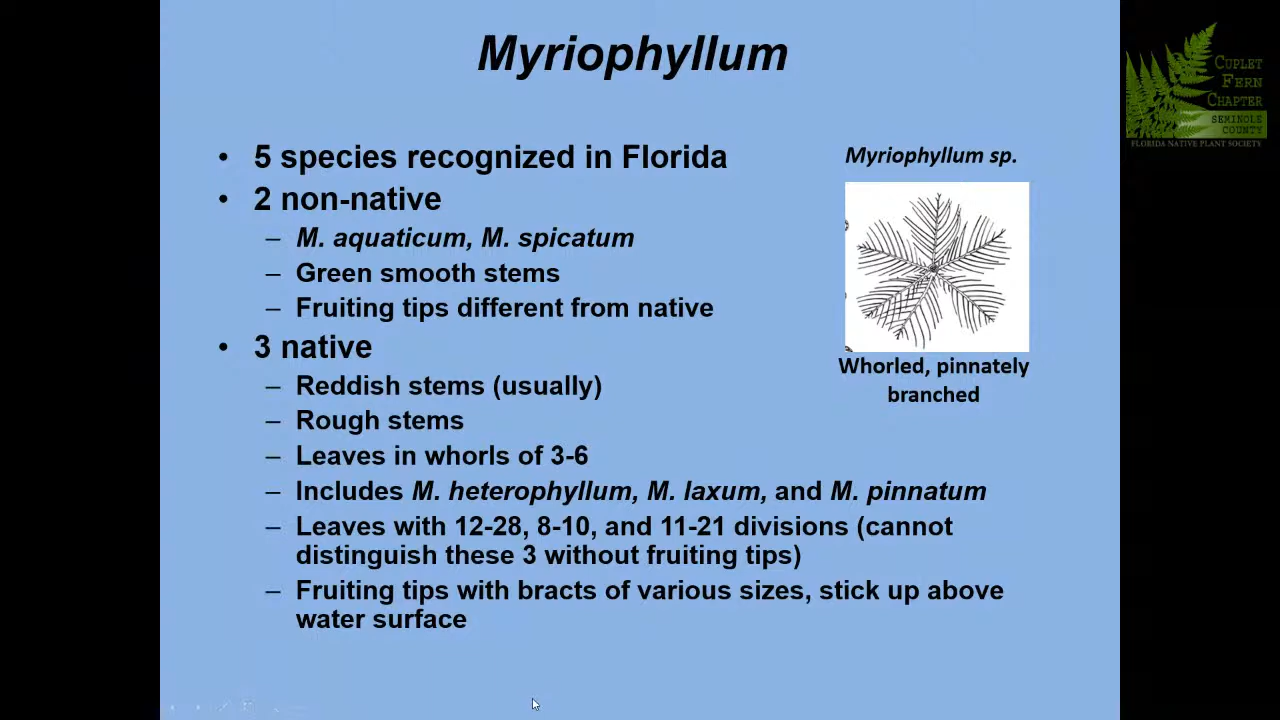 Myriophyllum
• 5 species recognized in Florida
• 2 non-native
– M. aquaticum, M. spicatum
– Green smooth stems
– Fruiting tips different from native
• 3 native
– Reddish stems (usually)
– Rough stems
– Leaves in whorls of 3-6
– Includes M. heterophyllum, M. laxum, and M. pinnatum
– Leaves with 12-28, 8-10, and 11-21 divisions (cannot
distinguish these 3 without fruiting tips)
– Fruiting tips with bracts of various sizes, stick up above
water surface
Myriophyllum sp.
Whorled, pinnately
branched
CUPLET
FERN
CHAPTER
SEMINOLE
COUNTY
FLORIDA NATIVE PLANT SOCIETY